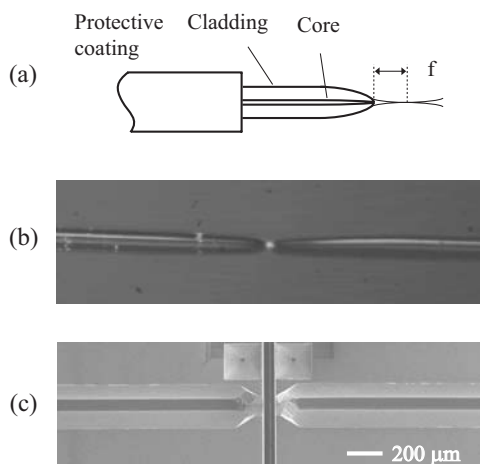 Protective coating
Cladding
Core
(a)
f
(b)
(c)
200 μm